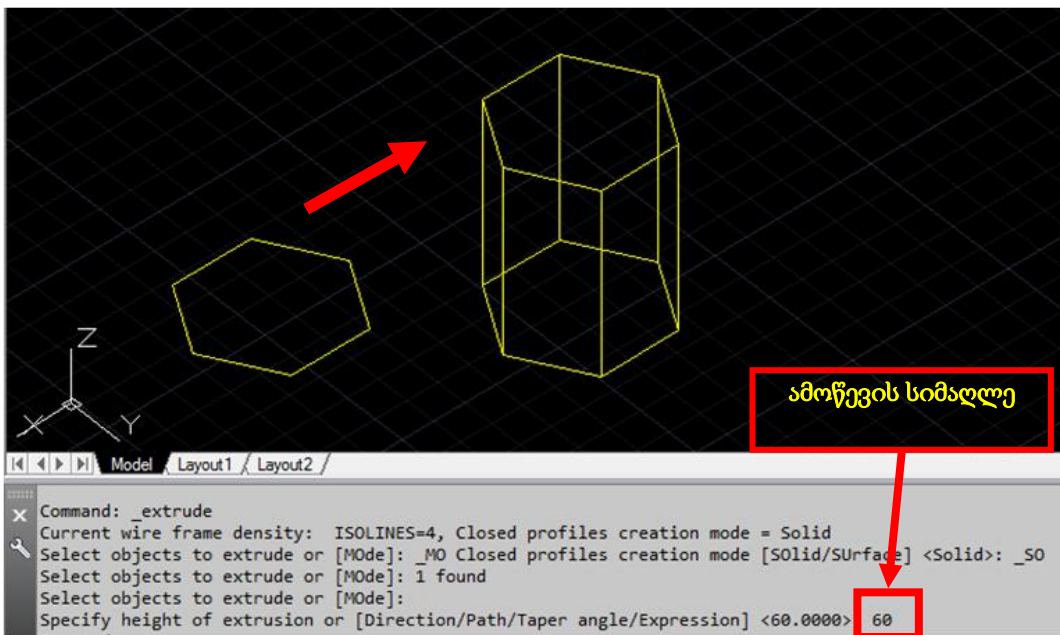 Z
X
Y
ამოწევის სიმაღლე
Model Layout1 Layout2
Command: _extrude
Current wire frame density:  ISOLINES=4, Closed profiles creation mode = Solid
Select objects to extrude or [MOde]: _MO Closed profiles creation mode [SOlid/SUrface] <Solid>: _SO
Select objects to extrude or [MOde]: 1 found
Select objects to extrude or [MOde]:
Specify height of extrusion or [Direction/Path/Taper angle/Expression] <60.0000> 60